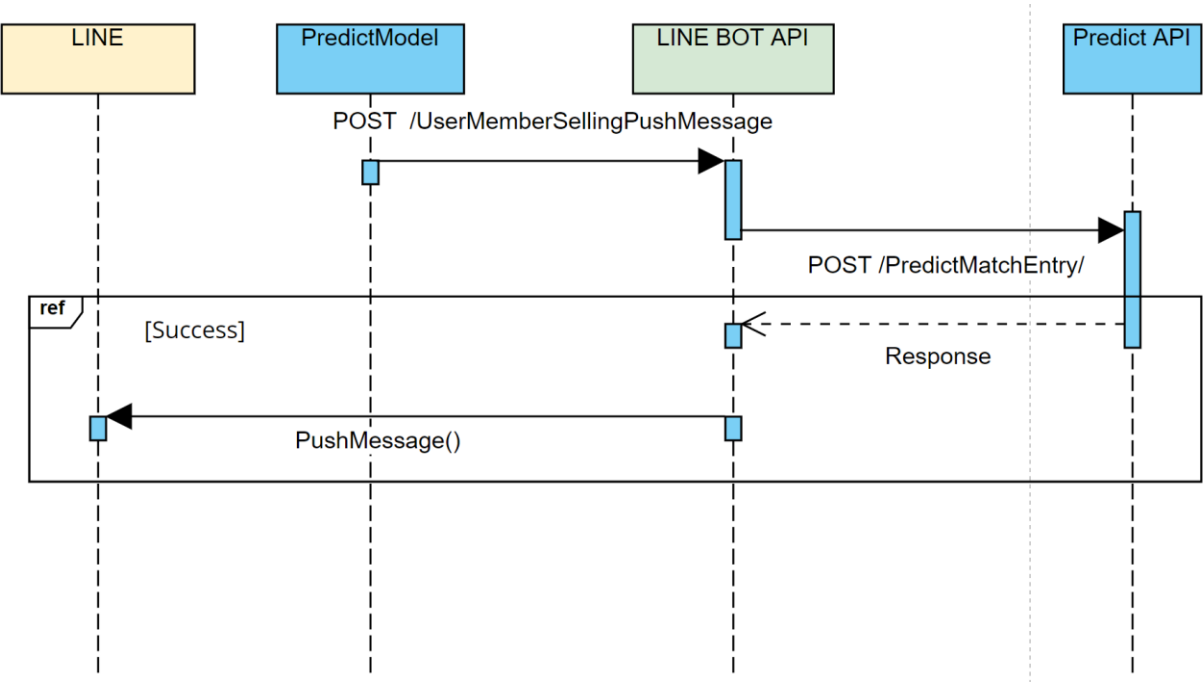 LINE
PredictModel
LINE BOT API
Predict API
POST  /UserMemberSellingPushMessage
POST /PredictMatchEntry/
ref
[Success]
Response
PushMessage()